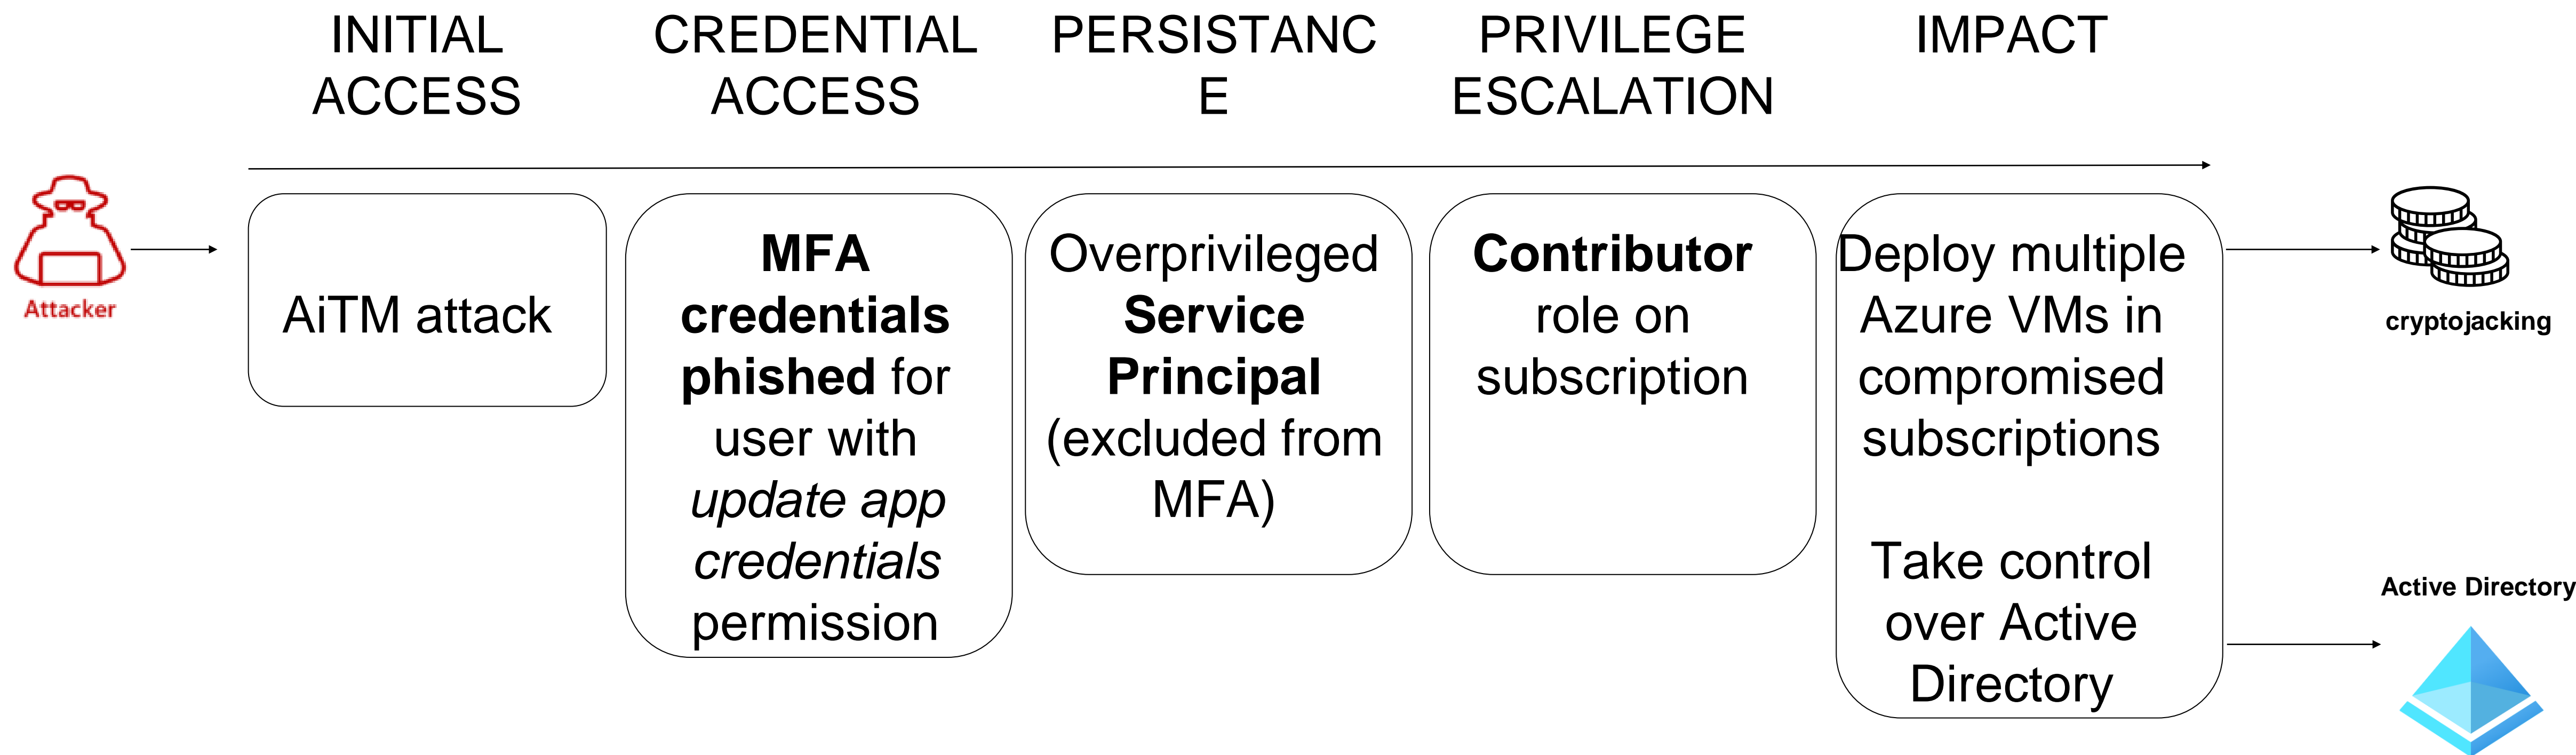 INITIAL
ACCESS
CREDENTIAL
ACCESS
PERSISTANC
E
PRIVILEGE
ESCALATION
IMPACT
Attacker
AiTM attack
MFA
credentials
phished for
user with
update app
credentials
permission
Overprivileged
Service
Principal
(excluded from
MFA)
Contributor
role on
subscription
Deploy multiple
Azure VMs in
compromised
subscriptions
Take control
over Active
Directory
cryptojacking
Active Directory